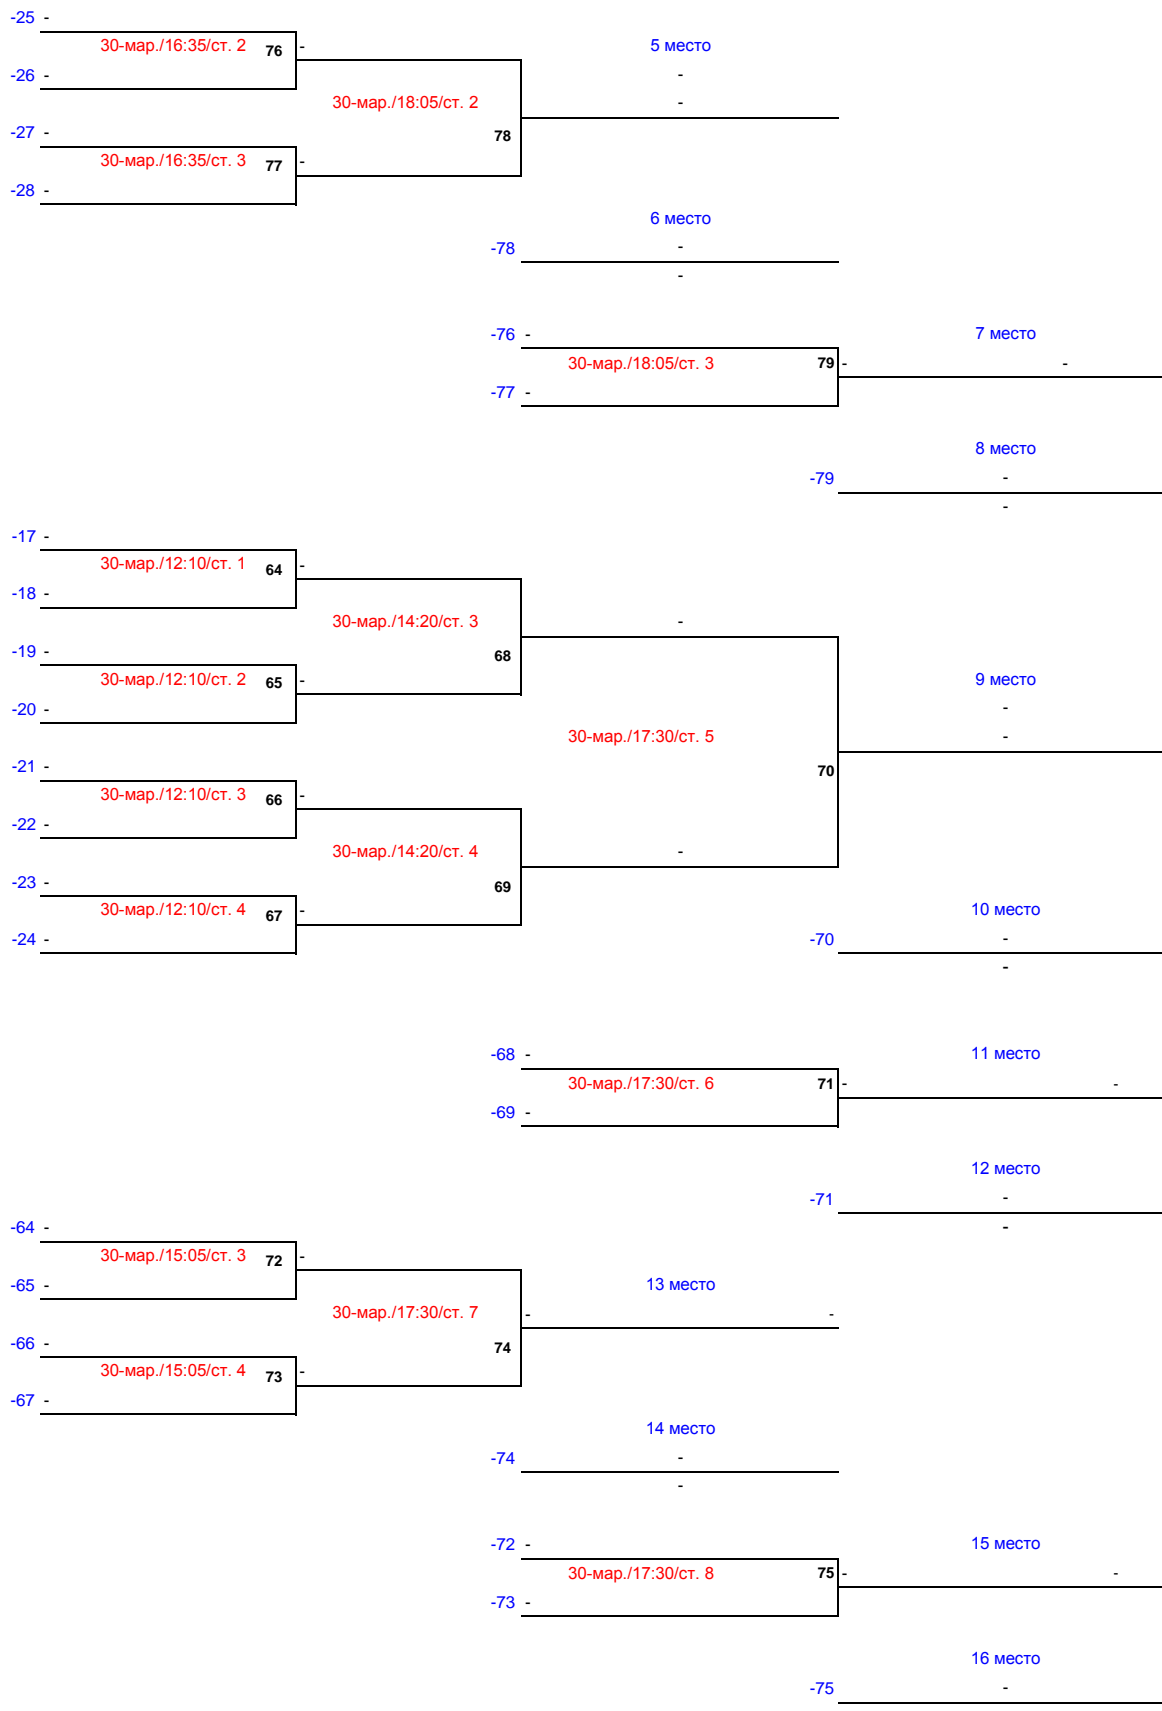 -25 -
30-мар./16:35/ст. 2 76 - 5 место
-26 - -
30-мар./18:05/ст. 2 -
-27 - 78
30-мар./16:35/ст. 3 77 -
-28 -
6 место
-78 -
-
-76 - 7 место
30-мар./18:05/ст. 3 79 - -
-77 -
8 место
-79 -
-
-17 -
30-мар./12:10/ст. 1 64 -
-18 -
30-мар./14:20/ст. 3 -
-19 - 68
30-мар./12:10/ст. 2 65 - 9 место
-20 - -
30-мар./17:30/ст. 5 -
-21 - 70
30-мар./12:10/ст. 3 66 -
-22 -
30-мар./14:20/ст. 4 -
-23 - 69
30-мар./12:10/ст. 4 67 - 10 место
-24 - -70 -
-
-68 - 11 место
30-мар./17:30/ст. 6 71 - -
-69 -
12 место
-71 -
-64 - -
30-мар./15:05/ст. 3 72 -
-65 - 13 место
30-мар./17:30/ст. 7 - -
-66 - 74
30-мар./15:05/ст. 4 73 -
-67 -
14 место
-74 -
-
-72 - 15 место
30-мар./17:30/ст. 8 75 - -
-73 -
16 место
-75 -